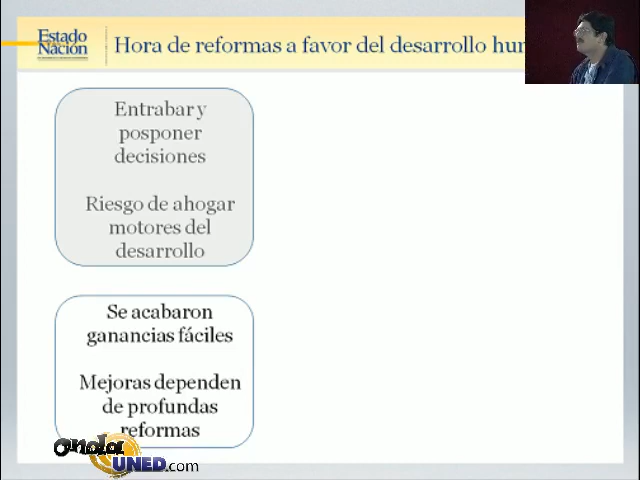 Estado
Nación
Hora de reformas a favor del desarrollo hu
Entrabar y
posponer
decisiones
Riesgo de ahogar
motores del
desarrollo
Se acabaron
ganancias fáciles
Mejoras dependen
de profundas
reformas
onda
UNED.com